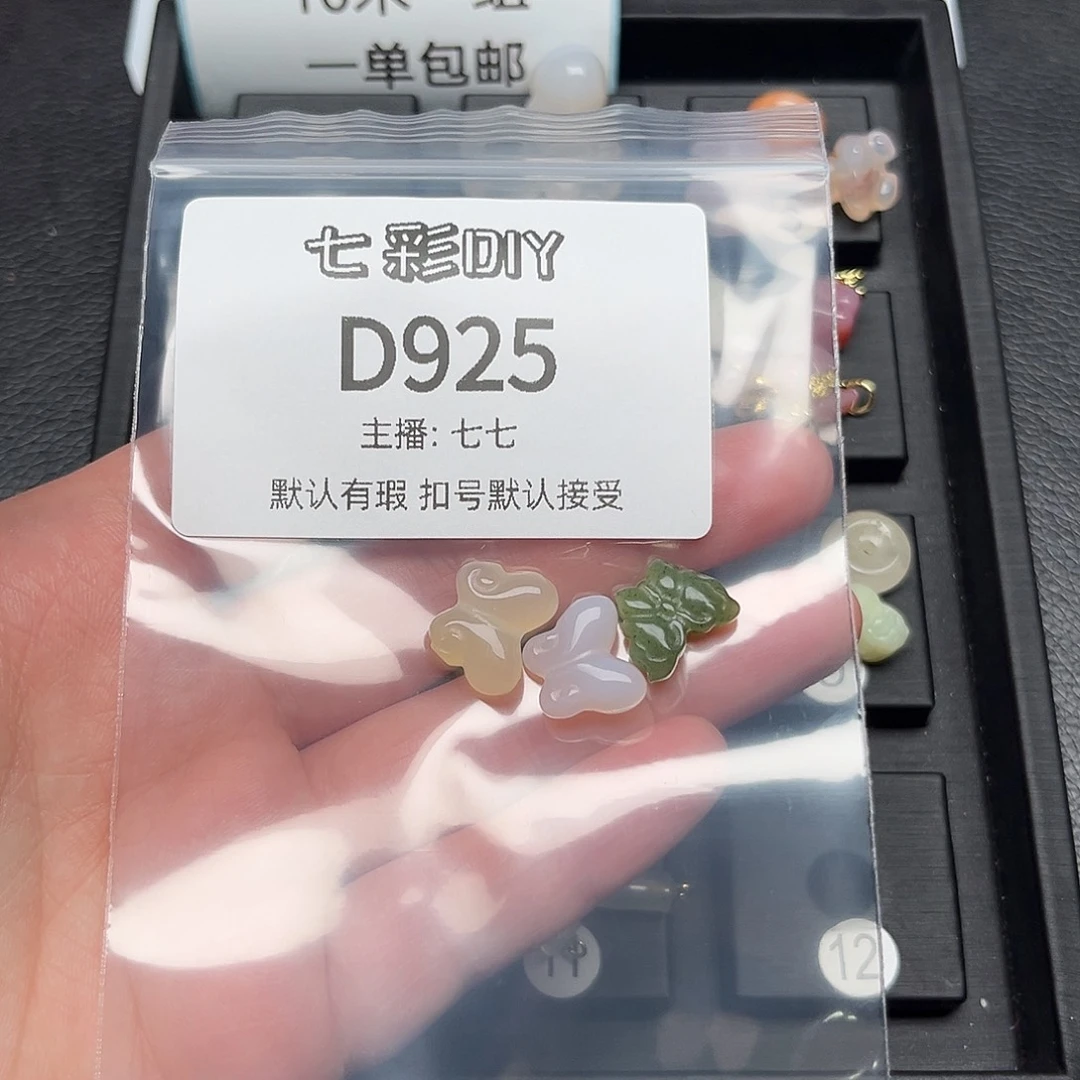 一单包邮
七彩DIY
D925
主播: 七七
默认有瑕 扣号默认接受
12